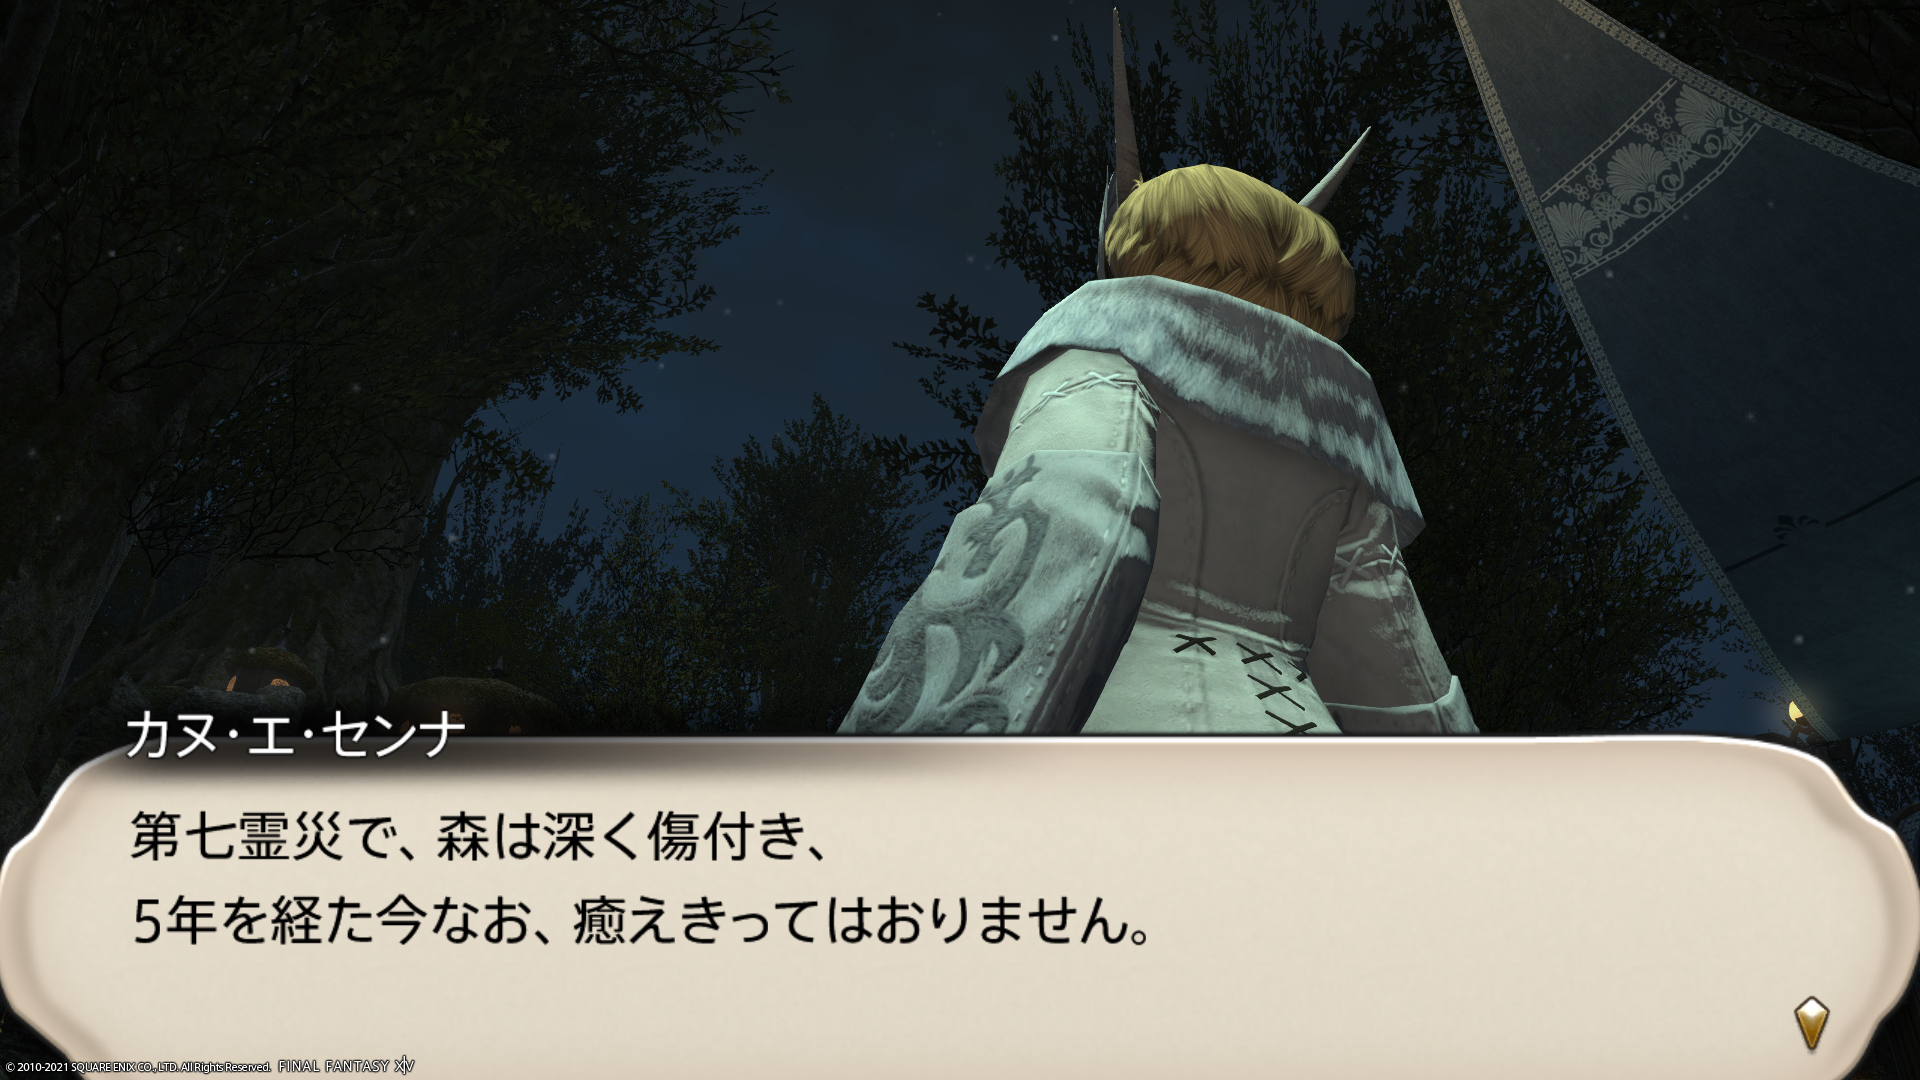 カヌ・エ・センナ
第七霊災で、森は深く傷付き、
5年を経た今なお、癒えきってはおりません。
© 2010-2021 SQUARE ENIX CO., LTD. All Rights Reserved. FINAL FANTASY XIV